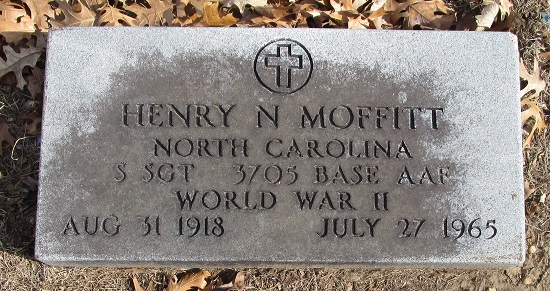 HENRY N MOFFITT
NORTH CAROLINA
S SGT 3705 BASE AAF
WORLD WAR II
AUG 31 1918 JULY 27 1965